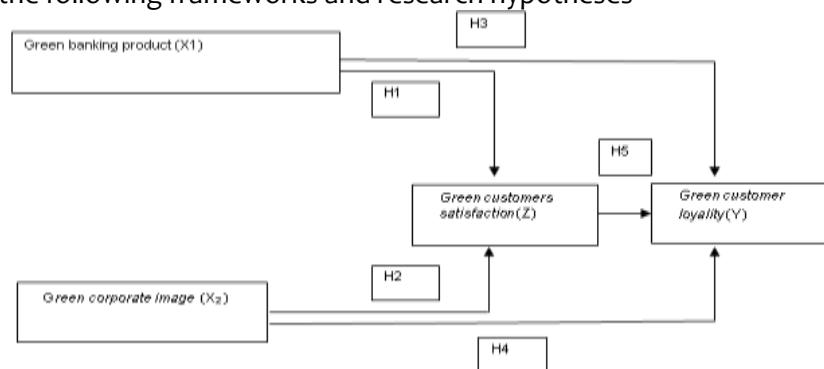 the following frameworks and research hypotheses
H3
Green banking product (X1)
H1
H5
Green customers
satisfaction(Z)
Green customer
loyality(Y)
H2
Green corporate image (X₂)
H4